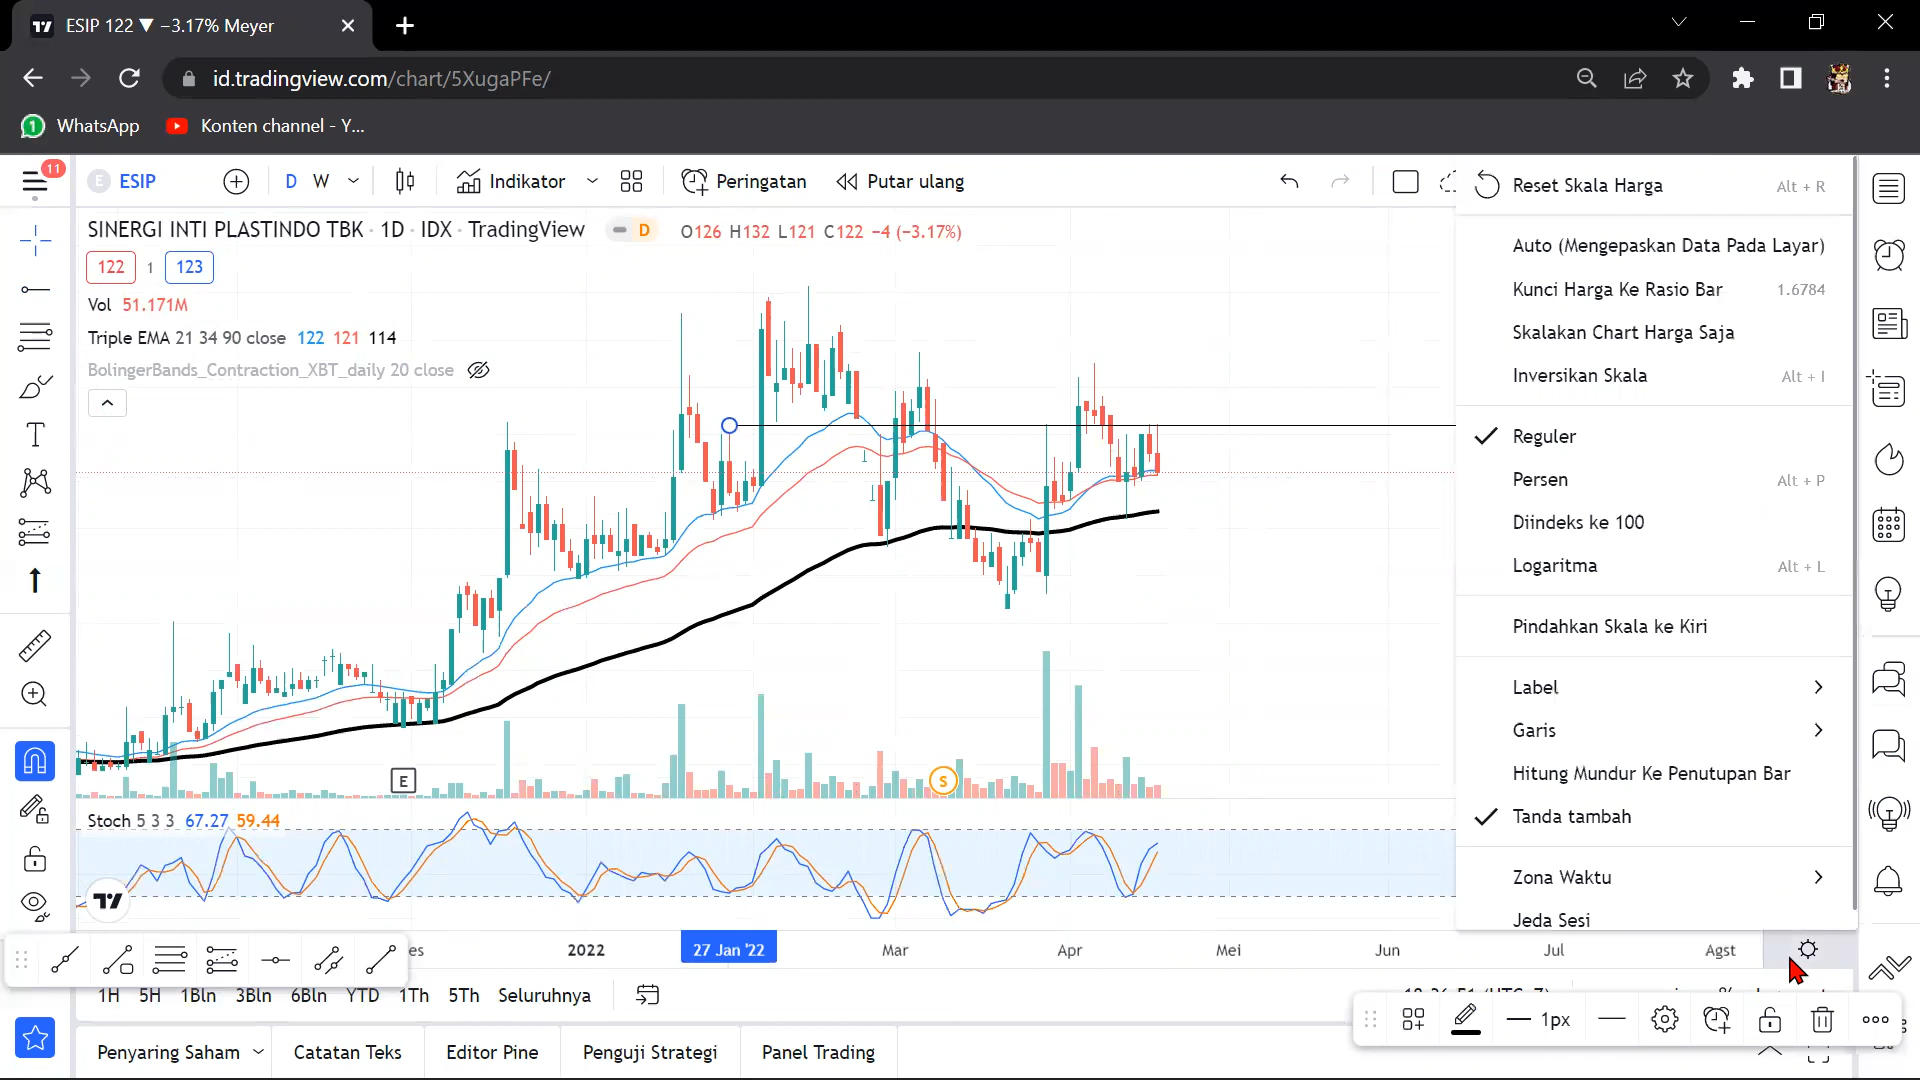 ESIP 122 ▼ −3.17% Meyer
id.tradingview.com/chart/5XugaPFe/
WhatsApp
Konten channel - Y...
11
E ESIP
D W
Indikator
Peringatan
Putar ulang
SINERGI INTI PLASTINDO TBK · 1D · IDX · TradingView
D
O126 H132 L121 C122 −4 (−3.17%)
122 1 123
Vol 51.171M
Triple EMA 21 34 90 close 122 121 114
BolingerBands_Contraction_XBT_daily 20 close
T
E
S
Stoch 5 3 3 67.27 59.44
Reset Skala Harga Alt + R
Auto (Mengepaskan Data Pada Layar)
Kunci Harga Ke Rasio Bar 1.6784
Skalakan Chart Harga Saja
Inversikan Skala Alt + I
Reguler
Persen Alt + P
Diindeks ke 100
Logaritma Alt + L
Pindahkan Skala ke Kiri
Label
Garis
Hitung Mundur Ke Penutupan Bar
Tanda tambah
Zona Waktu
Jeda Sesi
es 2022 27 Jan '22 Mar Apr Mei Jun Jul Agst
1H 5H 1Bln 3Bln 6Bln YTD 1Th 5Th Seluruhnya
1px
Penyaring Saham Catatan Teks Editor Pine Penguji Strategi Panel Trading